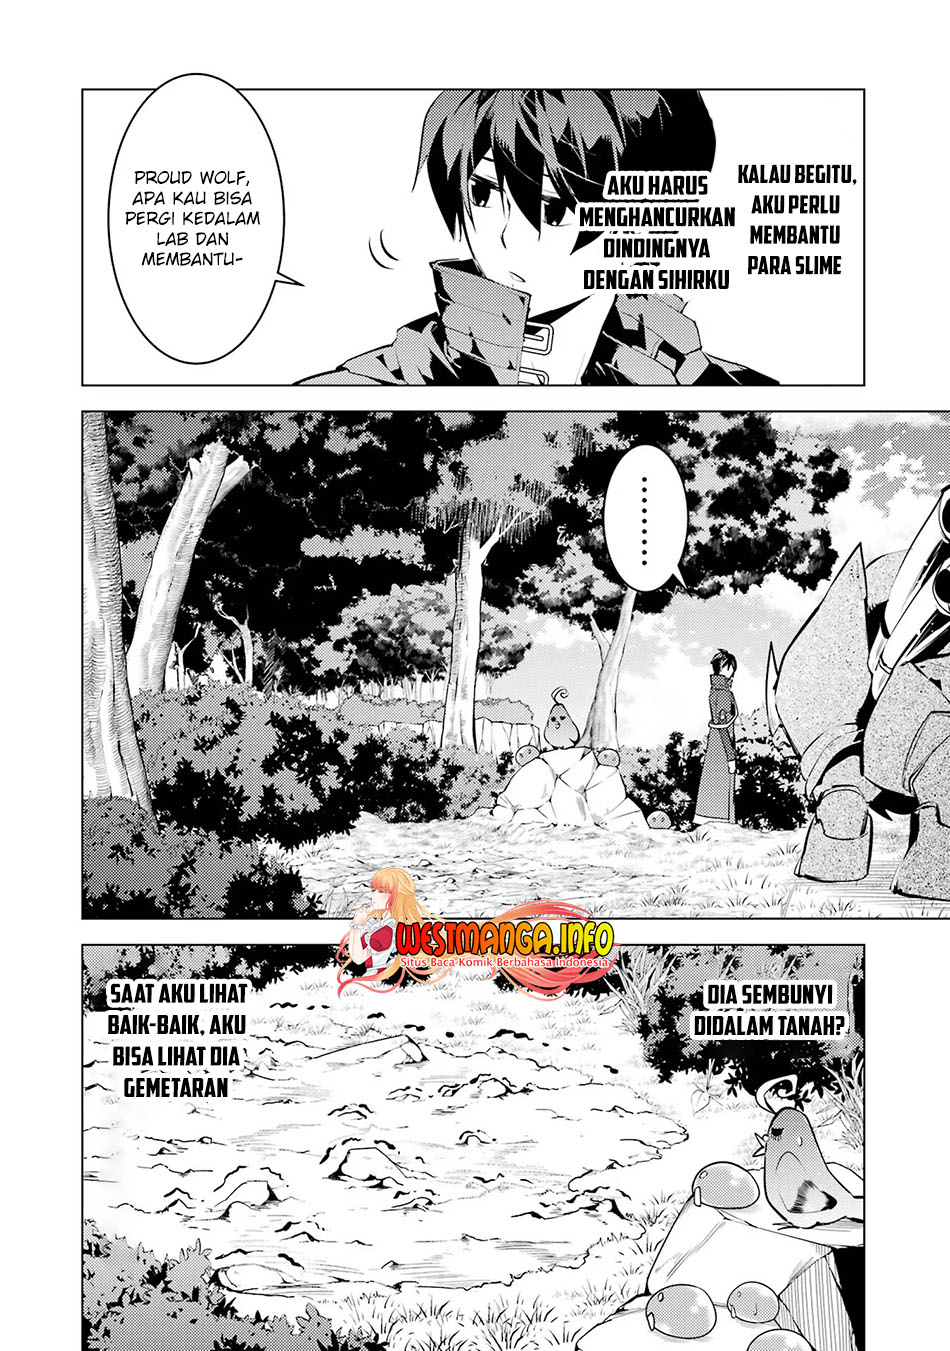 KALAU BEGITU,
AKU PERLU
MEMBANTU
PARA SLIME
AKU HARUS
MENGHANCURKAN
DINDINGNYA
DENGAN SIHIRKU
PROUD WOLF,
APA KAU BISA
PERGI KEDALAM
LAB DAN
MEMBANTU-
.........
WESTMANGA.INFO
Situs Baca-Komik Berbahasa Indonesia
DIA SEMBUNYI
DIDALAM TANAH?
SAAT AKU LIHAT
BAIK-BAIK, AKU
BISA LIHAT DIA
GEMETARAN